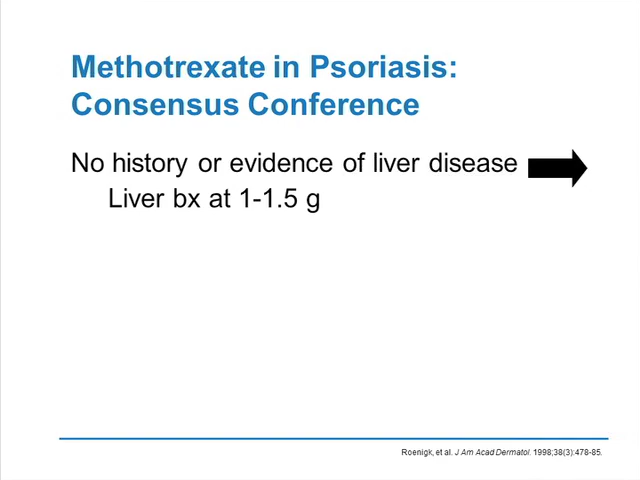 Methotrexate in Psoriasis:
Consensus Conference
No history or evidence of liver disease
Liver bx at 1-1.5 g
Roenigk, et al. J Am Acad Dermatol. 1998;38(3):478-85.